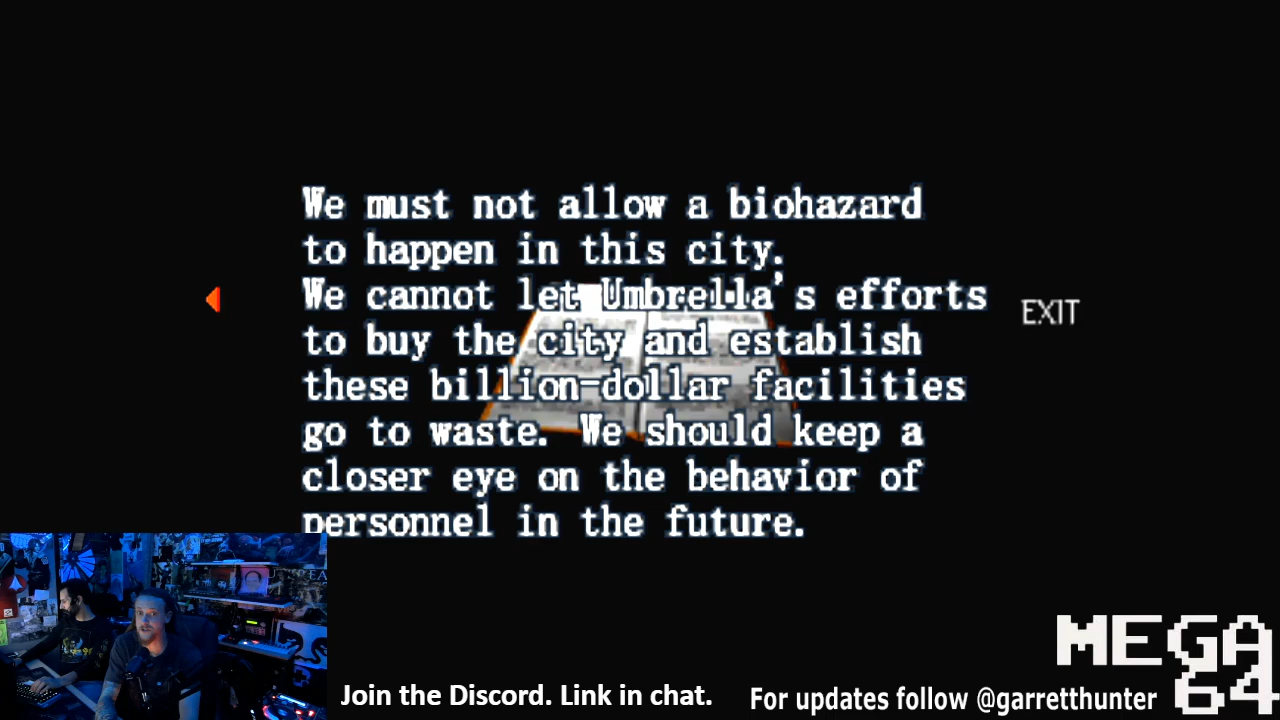 We must not allow a biohazard
to happen in this city.
We cannot let Umbrella's efforts
to buy the city and establish
these billion-dollar facilities
go to waste. We should keep a
closer eye on the behavior of
personnel in the future.
EXIT
MEGA
64
Join the Discord. Link in chat.
For updates follow @garretthunter